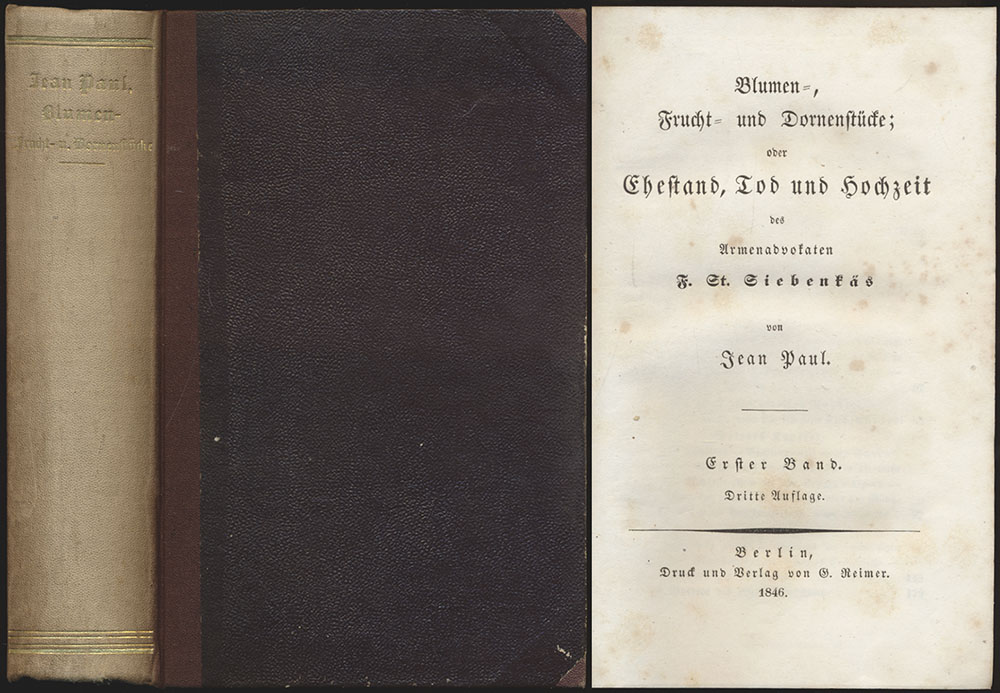 Jean Paul.
Blumen-
Frucht- u. Dornenstücke
Blumen-,
Frucht- und Dornenstücke;
oder
Ehestand, Tod und Hochzeit
des
Armenadvokaten
F. St. Siebenkäs
von
Jean Paul.
Erster Band.
Dritte Auflage.
Berlin,
Druck und Verlag von G. Reimer.
1846.